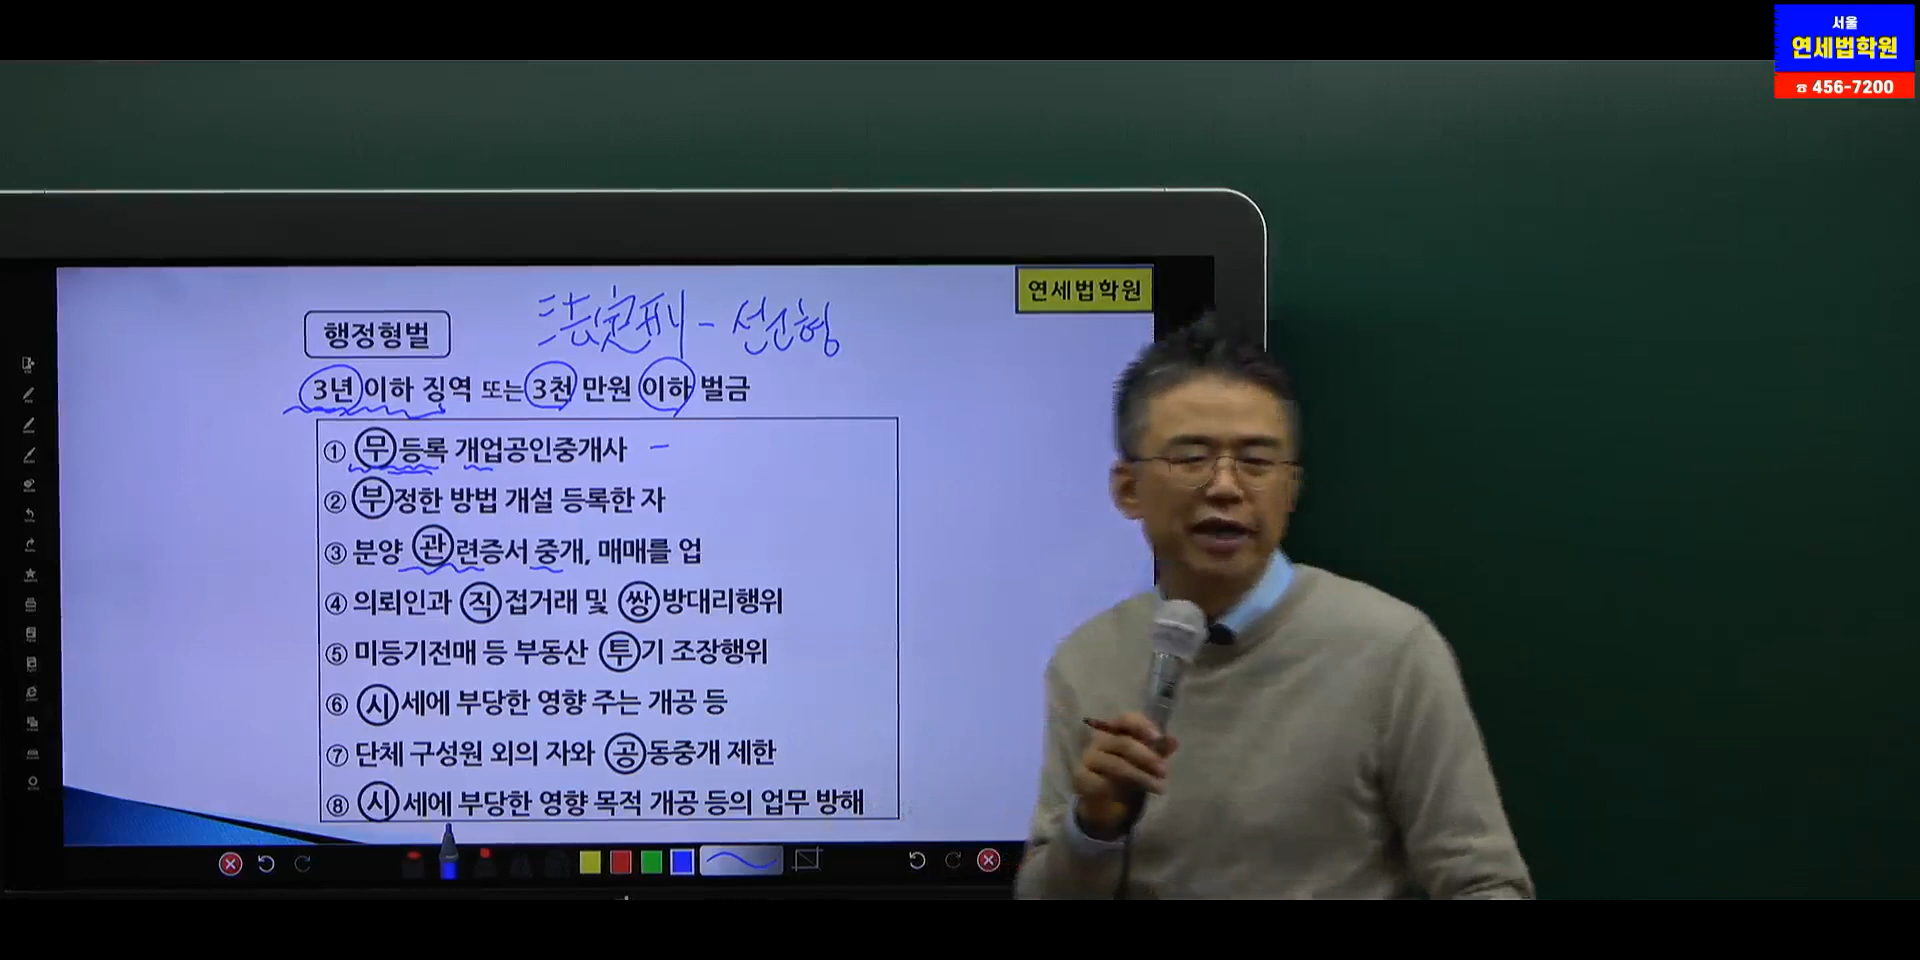 서울
연세법학원
☎ 456-7200
연세법학원
행정형벌
法定刑 - 선고형
3년 이하 징역 또는 3천 만원 이하 벌금
① 무등록 개업공인중개사
② 부정한 방법 개설 등록한 자
③ 분양 관련증서 중개, 매매를 업
④ 의뢰인과 직접거래 및 쌍방대리행위
⑤ 미등기전매 등 부동산 투기 조장행위
⑥ 시세에 부당한 영향 주는 개공 등
⑦ 단체 구성원 외의 자와 공동중개 제한
⑧ 시세에 부당한 영향 목적 개공 등의 업무 방해